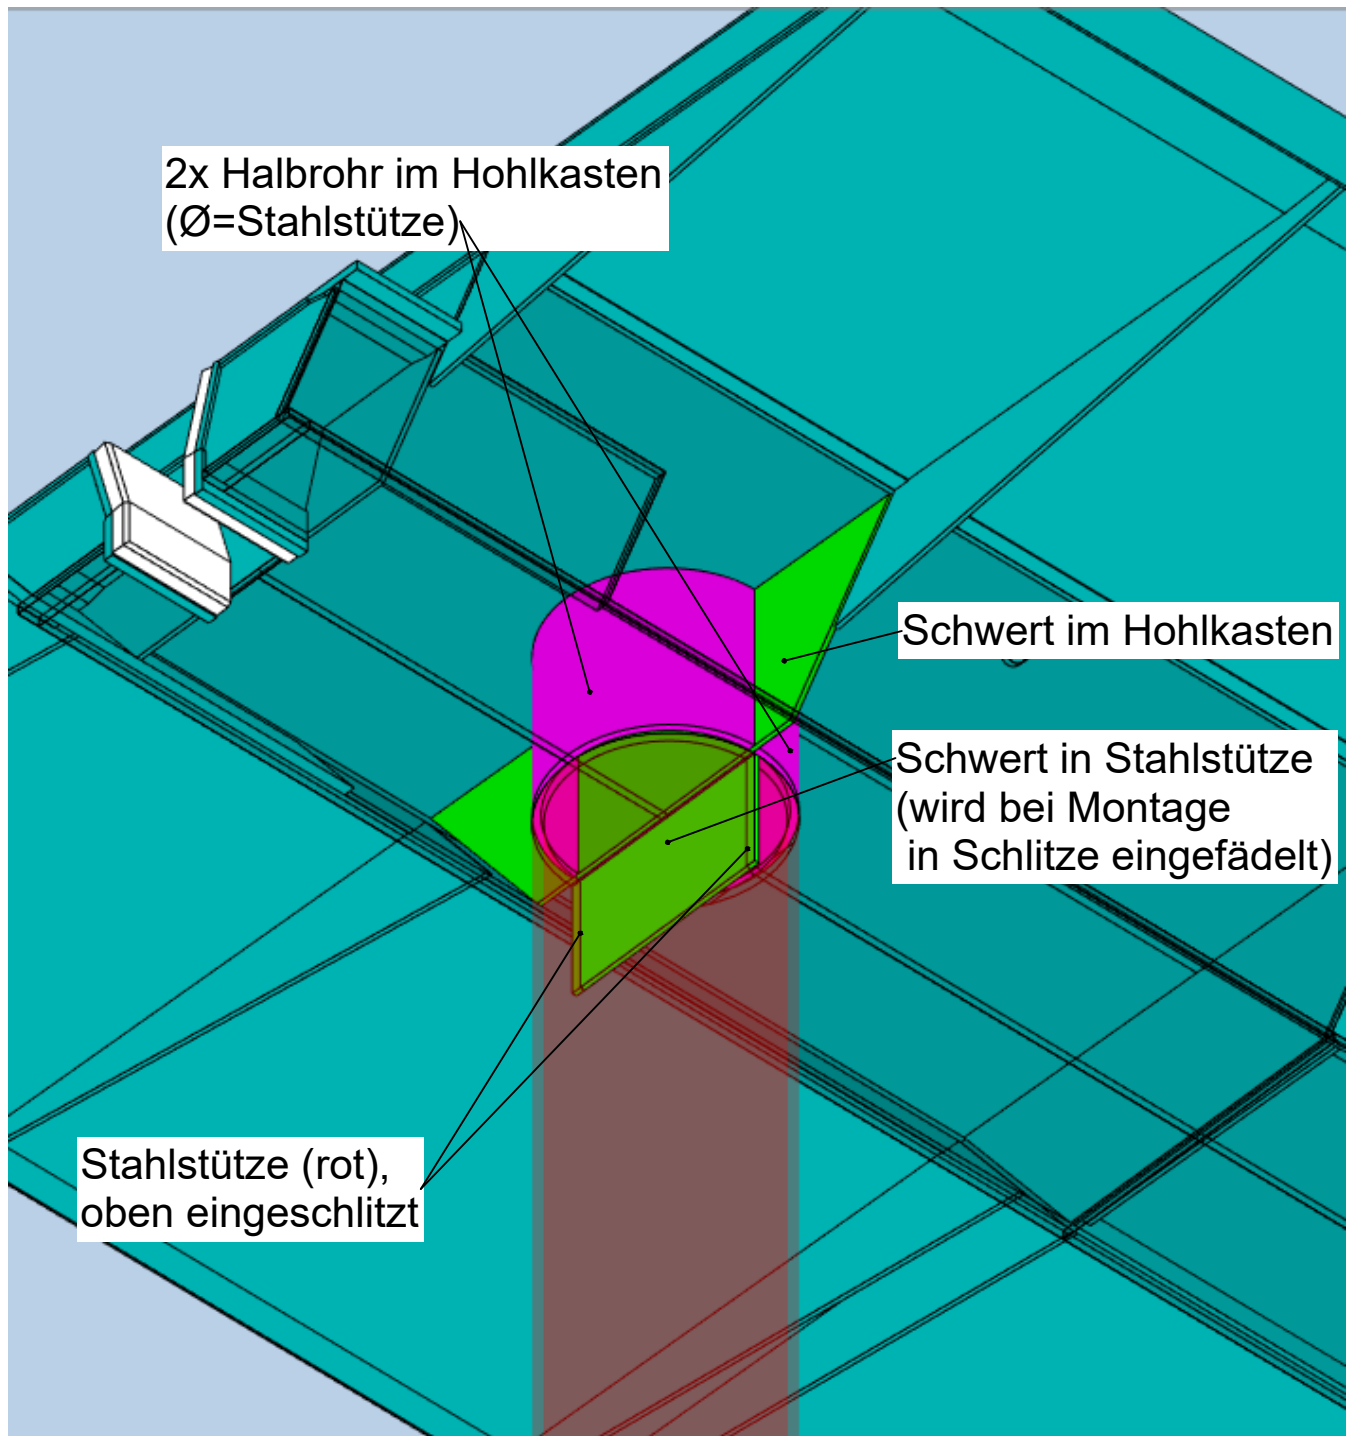 2x Halbrohr im Hohlkasten
(Ø=Stahlstütze)
Schwert im Hohlkasten
Schwert in Stahlstütze
(wird bei Montage
in Schlitze eingefädelt)
Stahlstütze (rot),
oben eingeschlitzt